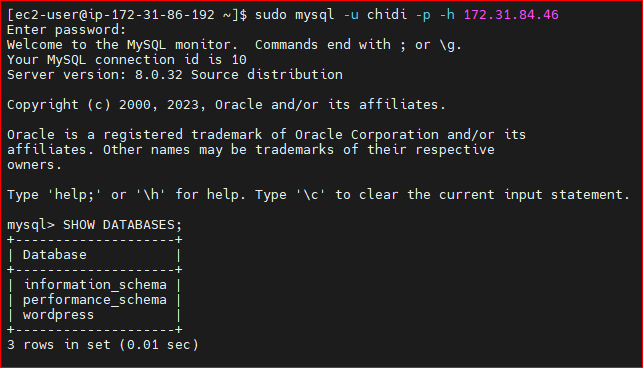 [ec2-user@ip-172-31-86-192 ~]$ sudo mysql -u chidi -p -h 172.31.84.46
Enter password:
Welcome to the MySQL monitor.  Commands end with ; or \g.
Your MySQL connection id is 10
Server version: 8.0.32 Source distribution

Copyright (c) 2000, 2023, Oracle and/or its affiliates.

Oracle is a registered trademark of Oracle Corporation and/or its
affiliates. Other names may be trademarks of their respective
owners.

Type 'help;' or '\h' for help. Type '\c' to clear the current input statement.

mysql> SHOW DATABASES;
+--------------------+
| Database           |
+--------------------+
| information_schema |
| performance_schema |
| wordpress          |
+--------------------+
3 rows in set (0.01 sec)